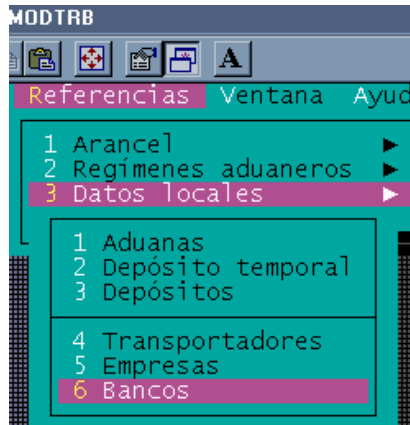 MODTRB
A
Referencias Ventana Ayud
1 Arancel
2 Regímenes aduaneros
3 Datos locales
1 Aduanas
2 Depósito temporal
3 Depósitos
4 Transportadores
5 Empresas
6 Bancos